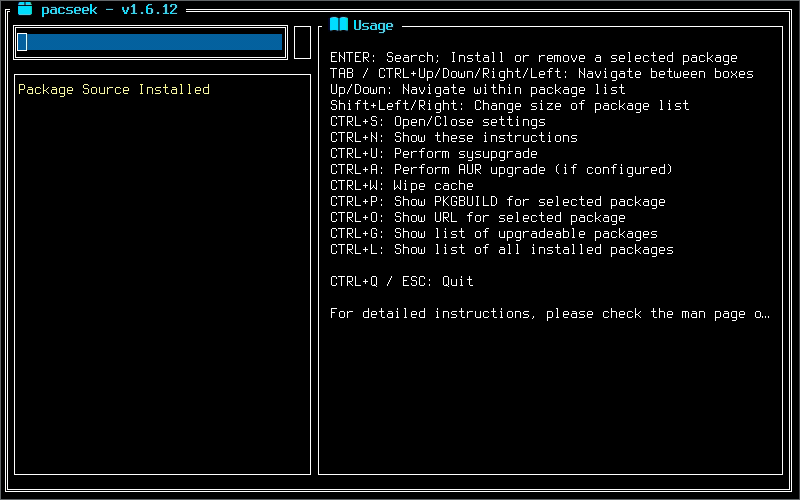 pacseek - v1.6.12
Package Source Installed
Usage
ENTER: Search; Install or remove a selected package
TAB / CTRL+Up/Down/Right/Left: Navigate between boxes
Up/Down: Navigate within package list
Shift+Left/Right: Change size of package list
CTRL+S: Open/Close settings
CTRL+N: Show these instructions
CTRL+U: Perform sysupgrade
CTRL+A: Perform AUR upgrade (if configured)
CTRL+W: Wipe cache
CTRL+P: Show PKGBUILD for selected package
CTRL+O: Show URL for selected package
CTRL+G: Show list of upgradeable packages
CTRL+L: Show list of all installed packages
CTRL+Q / ESC: Quit
For detailed instructions, please check the man page o…